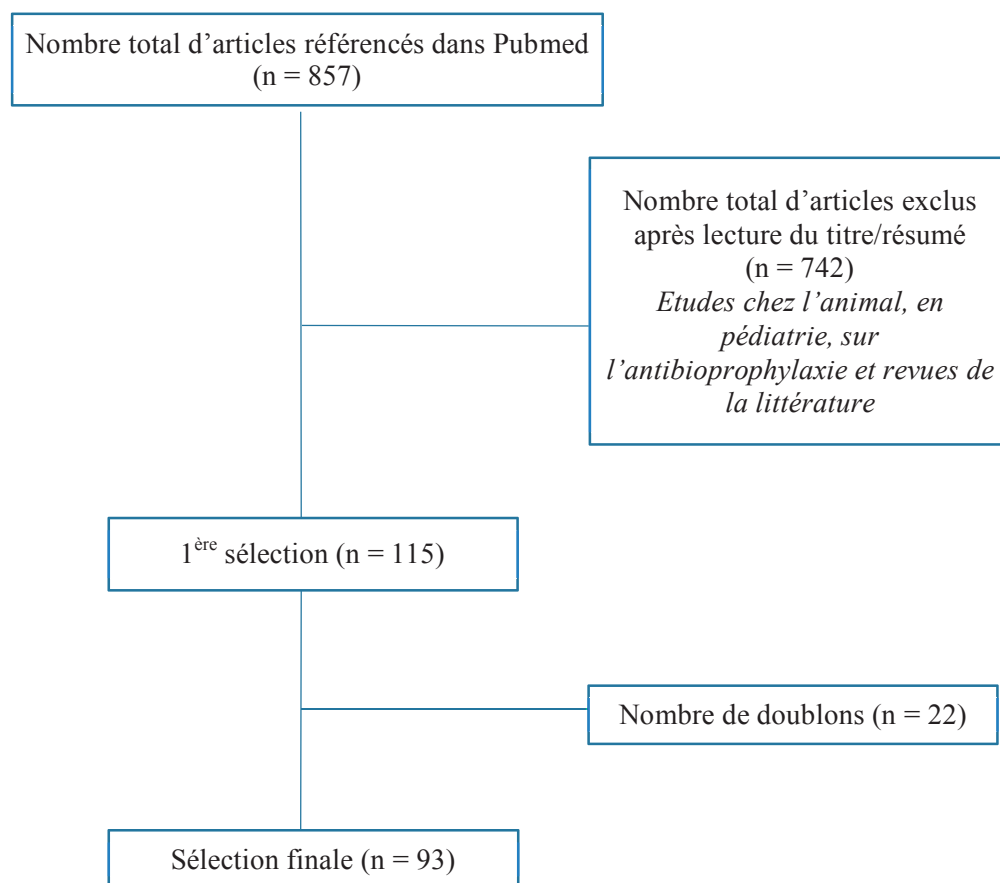 Nombre total d’articles référencés dans Pubmed
(n = 857)
Nombre total d’articles exclus
après lecture du titre/résumé
(n = 742)
Etudes chez l’animal, en
pédiatrie, sur
l’antibioprophylaxie et revues de
la littérature
1ère sélection (n = 115)
Nombre de doublons (n = 22)
Sélection finale (n = 93)